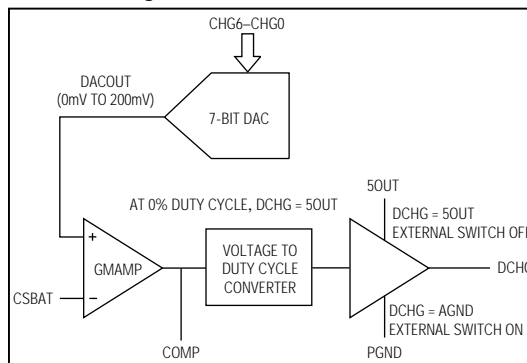 CHG6–CHG0
DACOUT
(0mV TO 200mV)
7-BIT DAC
AT 0% DUTY CYCLE, DCHG = 5OUT
5OUT
DCHG = 5OUT
EXTERNAL SWITCH OFF
+
GMAMP
–
CSBAT
VOLTAGE TO
DUTY CYCLE
CONVERTER
DCHG
DCHG = AGND
EXTERNAL SWITCH ON
COMP
PGND